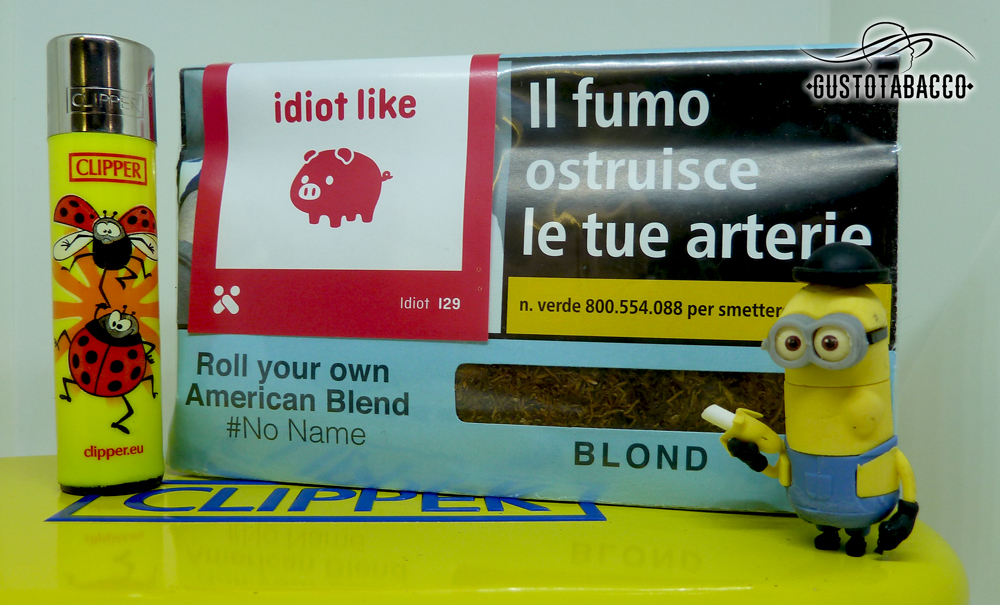 GUSTOTABACCO
CLIPPER
CLIPPER
clipper.eu
idiot like
Idiot 129
Il fumo
ostruisce
le tue arterie
n. verde 800.554.088 per smetter
Roll your own
American Blend
#No Name
BLOND
CLIPPER